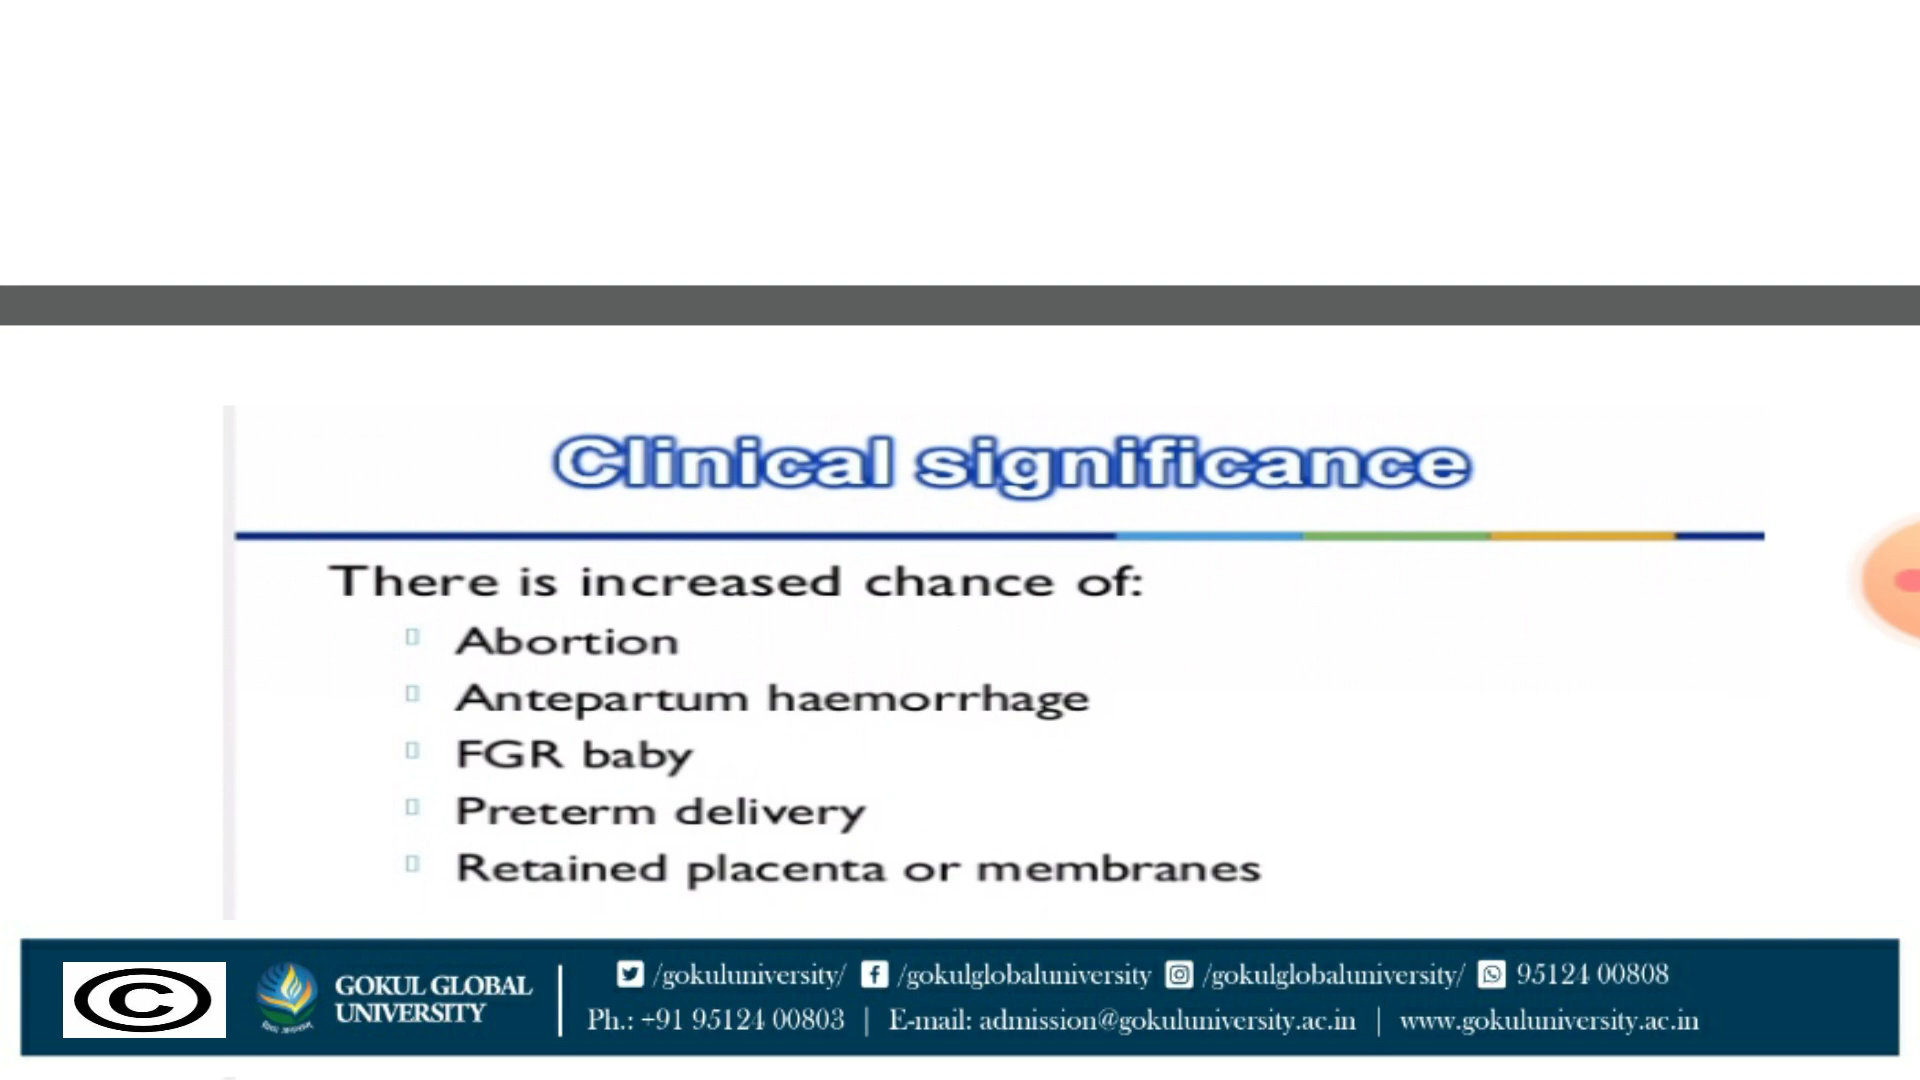 Clinical significance
There is increased chance of:
Abortion
Antepartum haemorrhage
FGR baby
Preterm delivery
Retained placenta or membranes
©
GOKUL GLOBAL
UNIVERSITY
/gokuluniversity/ /gokulglobaluniversity /gokulglobaluniversity/ 95124 00808
Ph.: +91 95124 00803 | E-mail: admission@gokuluniversity.ac.in | www.gokuluniversity.ac.in